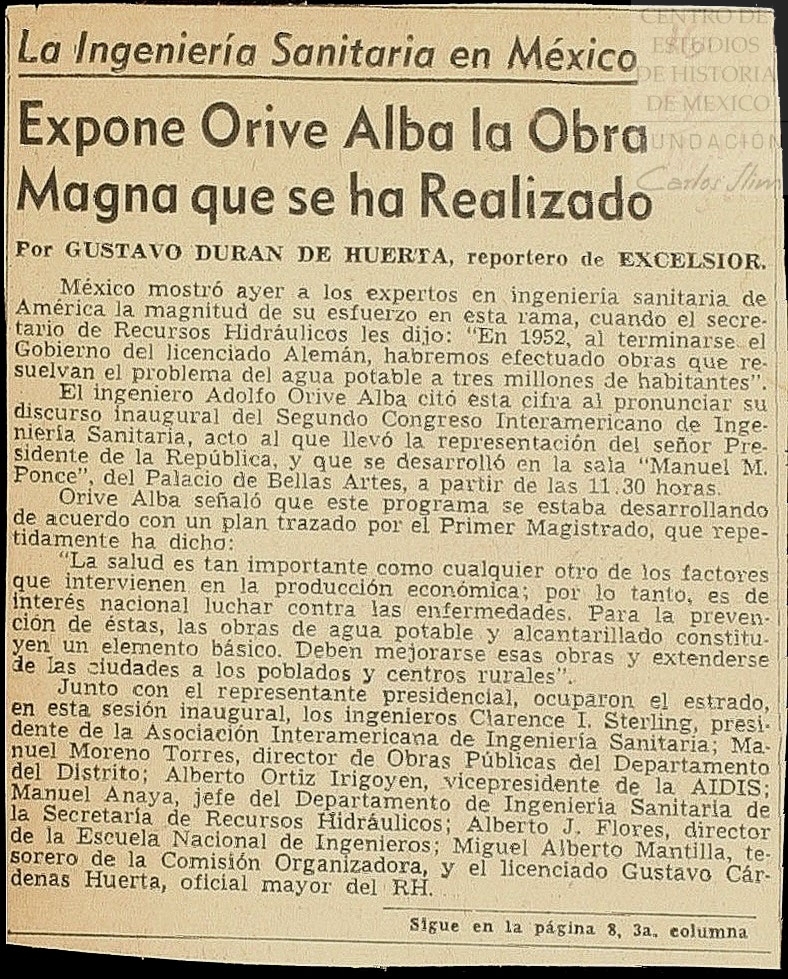 CENTRO DE
ESTUDIOS
DE HISTORIA
DE MEXICO
FUNDACIÓN
Carlos Slim
La Ingeniería Sanitaria en México
Expone Orive Alba la Obra
Magna que se ha Realizado
Por GUSTAVO DURAN DE HUERTA, reportero de EXCELSIOR.
México mostró ayer a los expertos en ingeniería sanitaria de
América la magnitud de su esfuerzo en esta rama, cuando el secre-
tario de Recursos Hidráulicos les dijo: “En 1952, al terminarse el
Gobierno del licenciado Alemán, habremos efectuado obras que re-
suelvan el problema del agua potable a tres millones de habitantes”.
El ingeniero Adolfo Orive Alba citó esta cifra al pronunciar su
discurso inaugural del Segundo Congreso Interamericano de Inge-
niería Sanitaria, acto al que llevó la representación del señor Pre-
sidente de la República, y que se desarrolló en la sala “Manuel M.
Ponce”, del Palacio de Bellas Artes, a partir de las 11.30 horas.
Orive Alba señaló que este programa se estaba desarrollando
de acuerdo con un plan trazado por el Primer Magistrado, que repe-
tidamente ha dicho:
“La salud es tan importante como cualquier otro de los factores
que intervienen en la producción económica; por lo tanto, es de
interés nacional luchar contra las enfermedades. Para la preven-
ción de éstas, las obras de agua potable y alcantarillado constitu-
yen un elemento básico. Deben mejorarse esas obras y extenderse
de las ciudades a los poblados y centros rurales”.
Junto con el representante presidencial, ocuparon el estrado,
en esta sesión inaugural, los ingenieros Clarence I. Sterling, presi-
dente de la Asociación Interamericana de Ingeniería Sanitaria; Ma-
nuel Moreno Torres, director de Obras Públicas del Departamento
del Distrito; Alberto Ortiz Irigoyen, vicepresidente de la AIDIS;
Manuel Anaya, jefe del Departamento de Ingeniería Sanitaria de
la Secretaría de Recursos Hidráulicos; Alberto J. Flores, director
de la Escuela Nacional de Ingenieros; Miguel Alberto Mantilla, te-
sorero de la Comisión Organizadora, y el licenciado Gustavo Cár-
denas Huerta, oficial mayor del RH.
Sigue en la página 8, 3a. columna